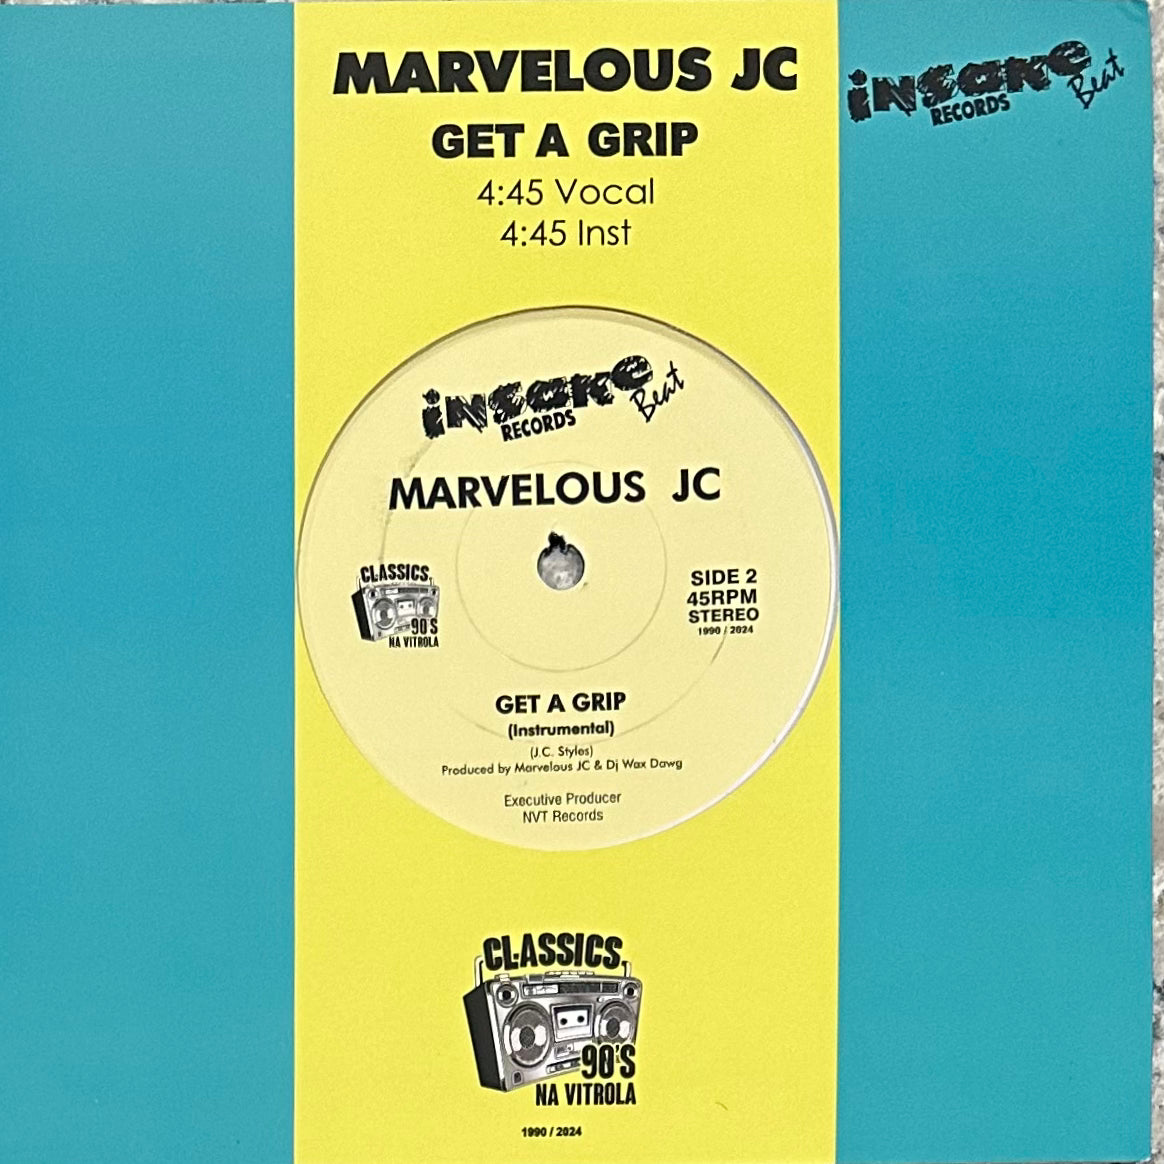 MARVELOUS JC
insane Beat
RECORDS
GET A GRIP
4:45 Vocal
4:45 Inst
insane Beat
RECORDS
MARVELOUS JC
CLASSICS
90'S
NA VITROLA
SIDE 2
45RPM
STEREO
1990 / 2024
GET A GRIP
(Instrumental)
(J.C. Styles)
Produced by Marvelous JC & Dj Wax Dawg
Executive Producer
NVT Records
CLASSICS
90'S
NA VITROLA
1990 / 2024